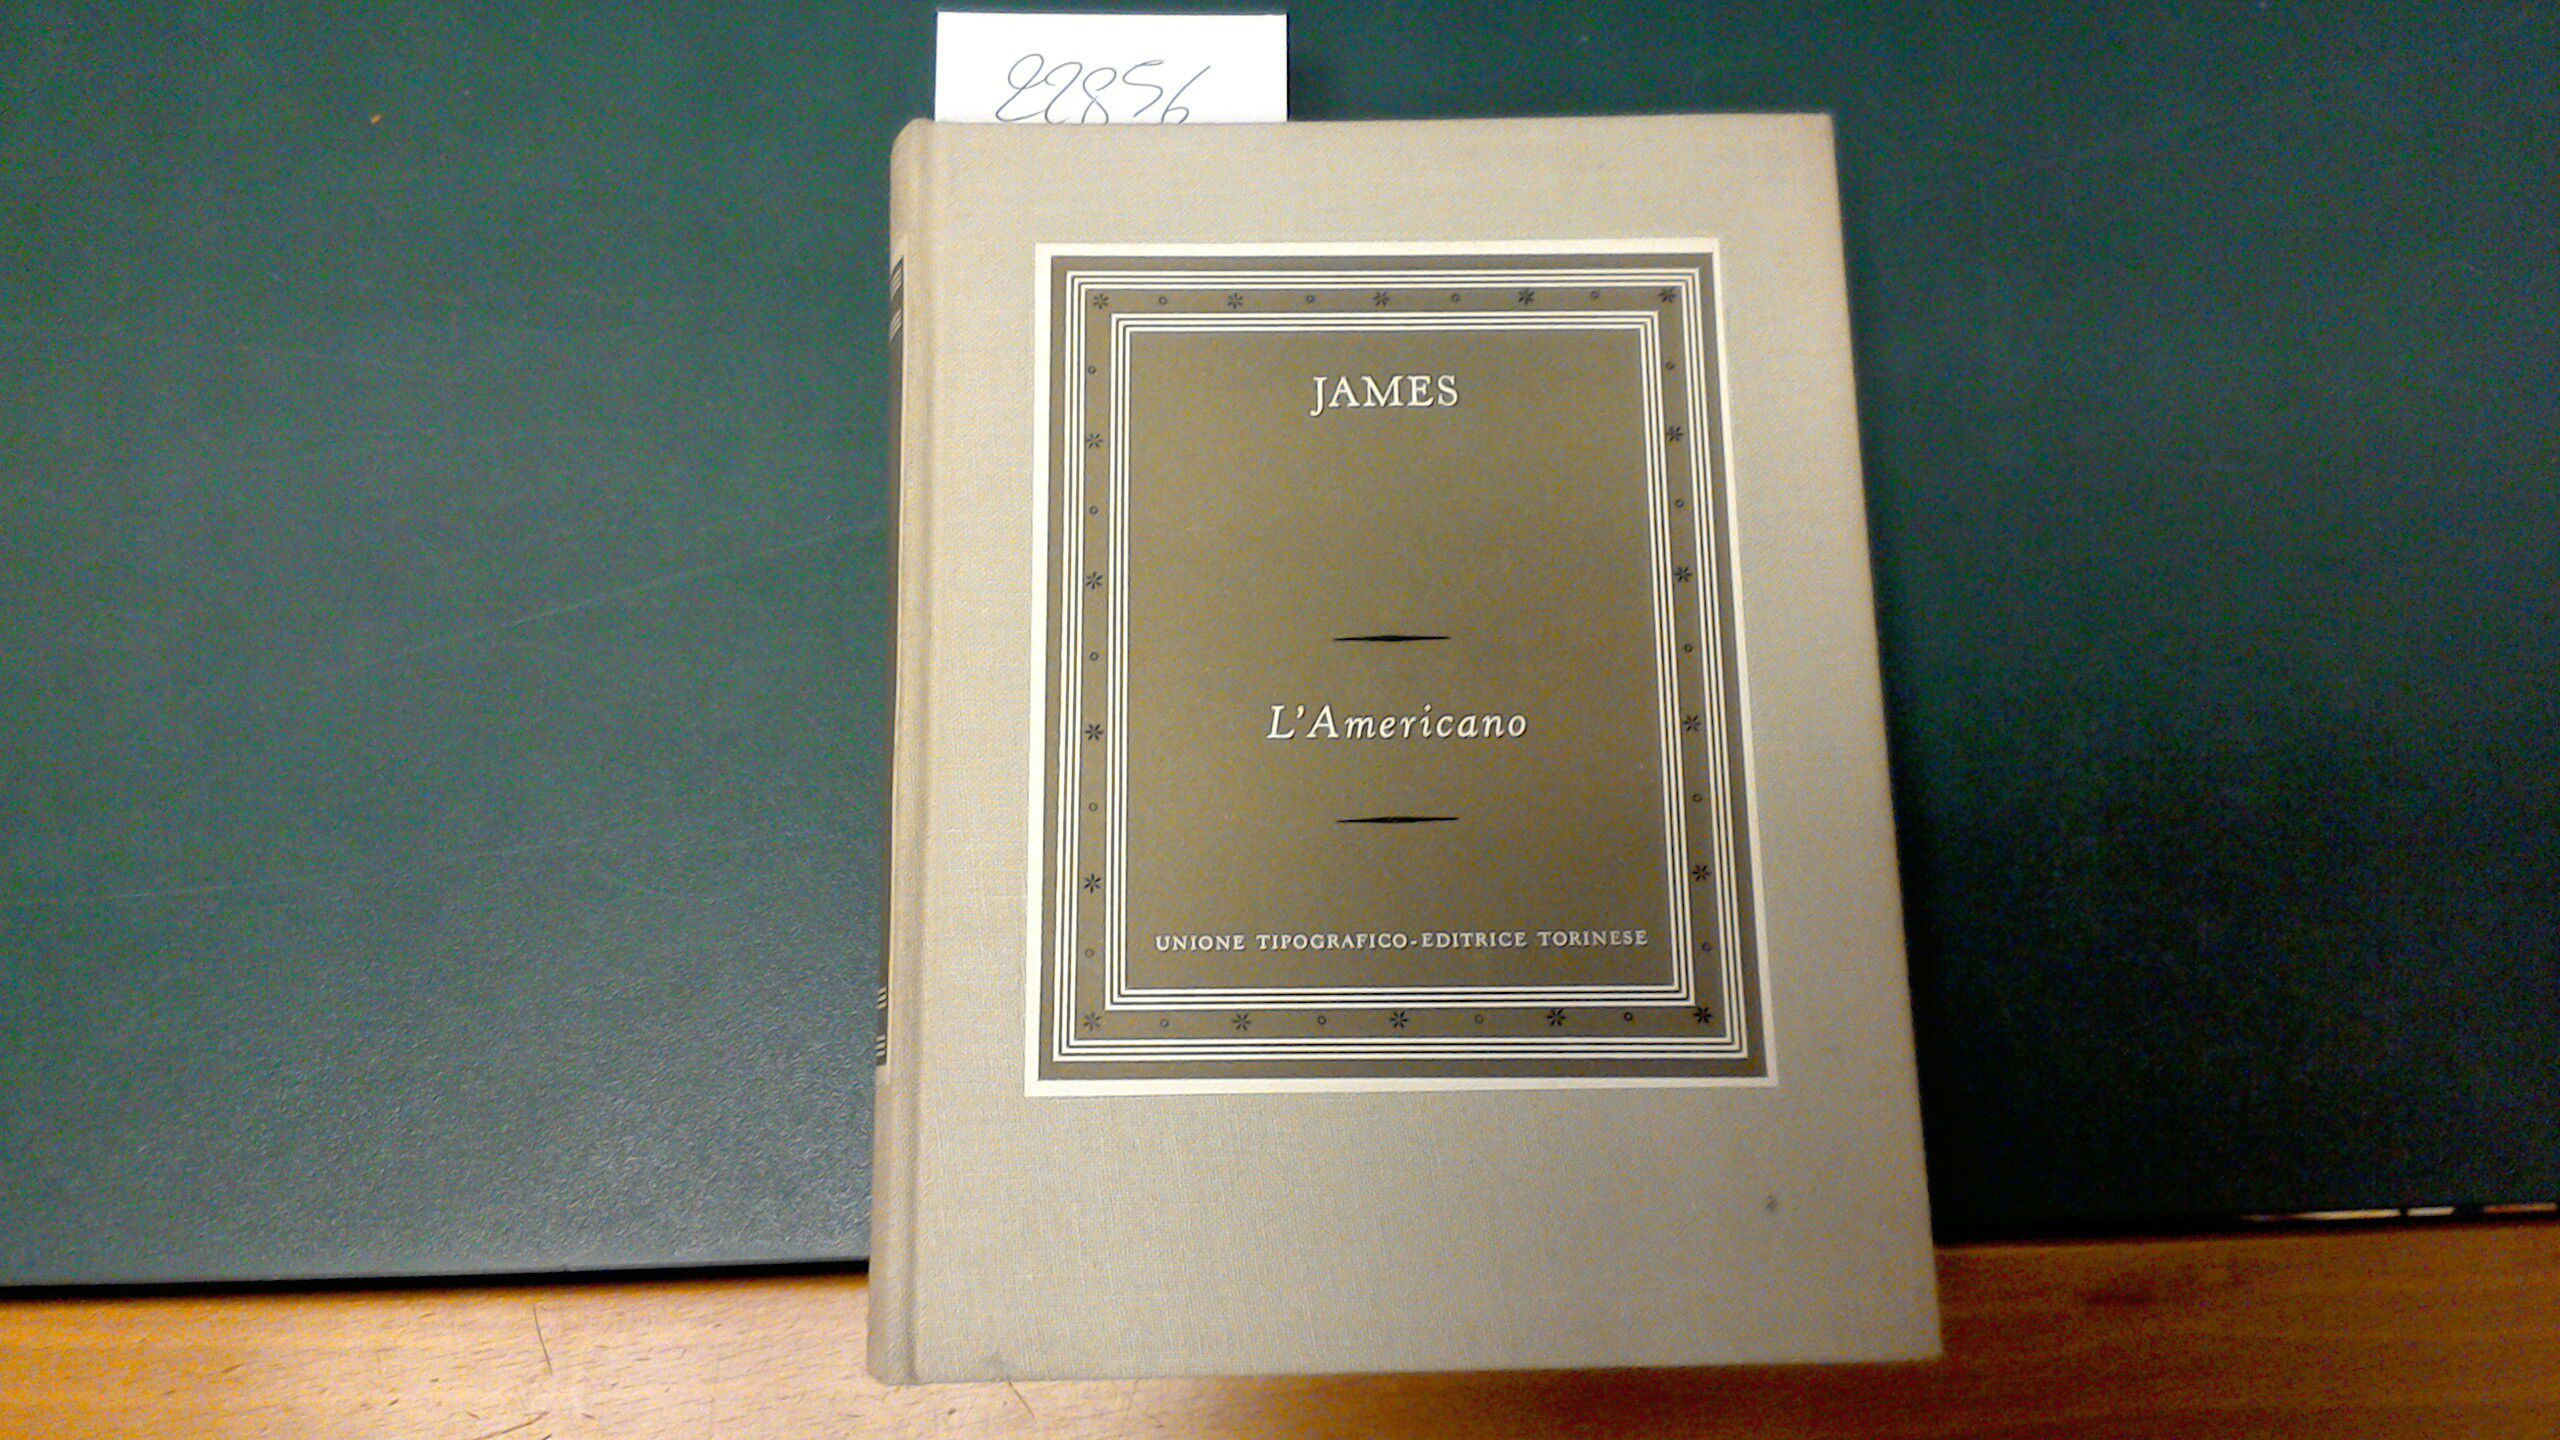 22856
JAMES
L'Americano
UNIONE TIPOGRAFICO-EDITRICE TORINESE